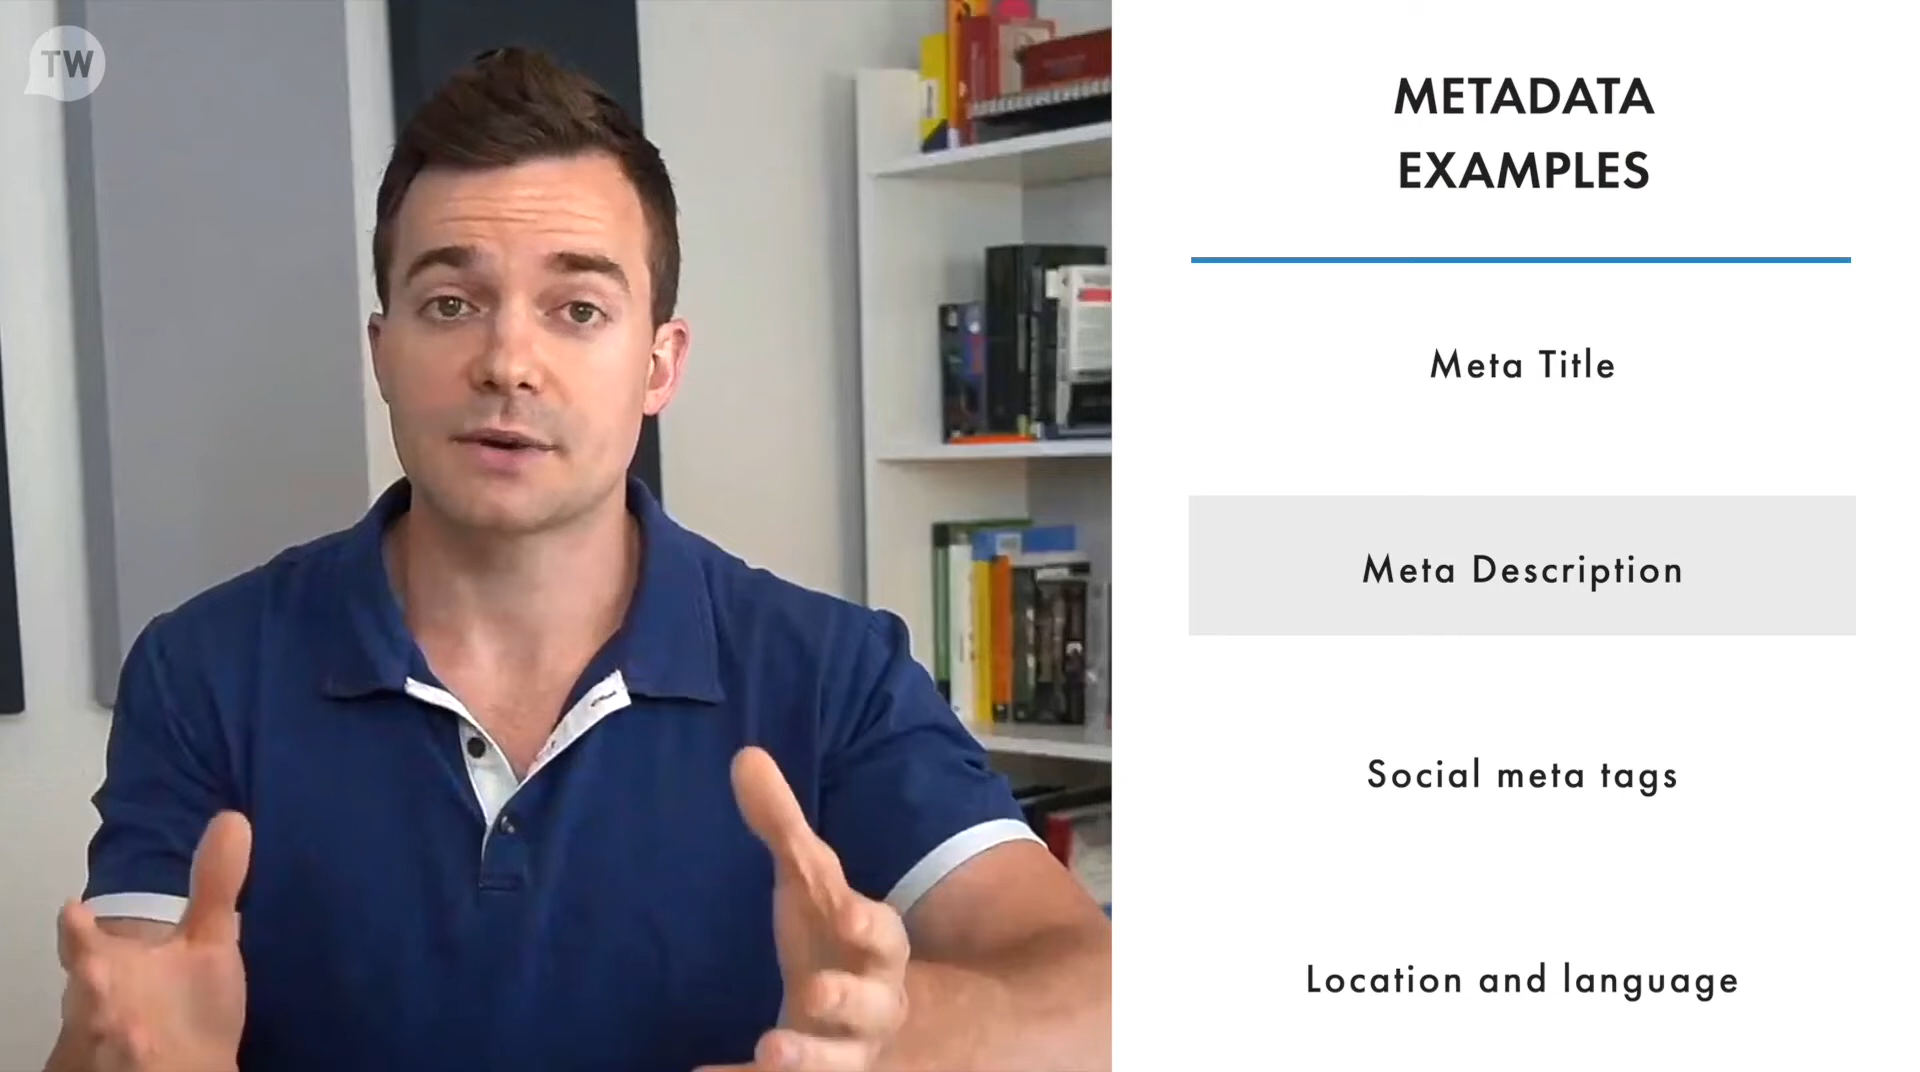 TW
METADATA
EXAMPLES
Meta Title
Meta Description
Social meta tags
Location and language